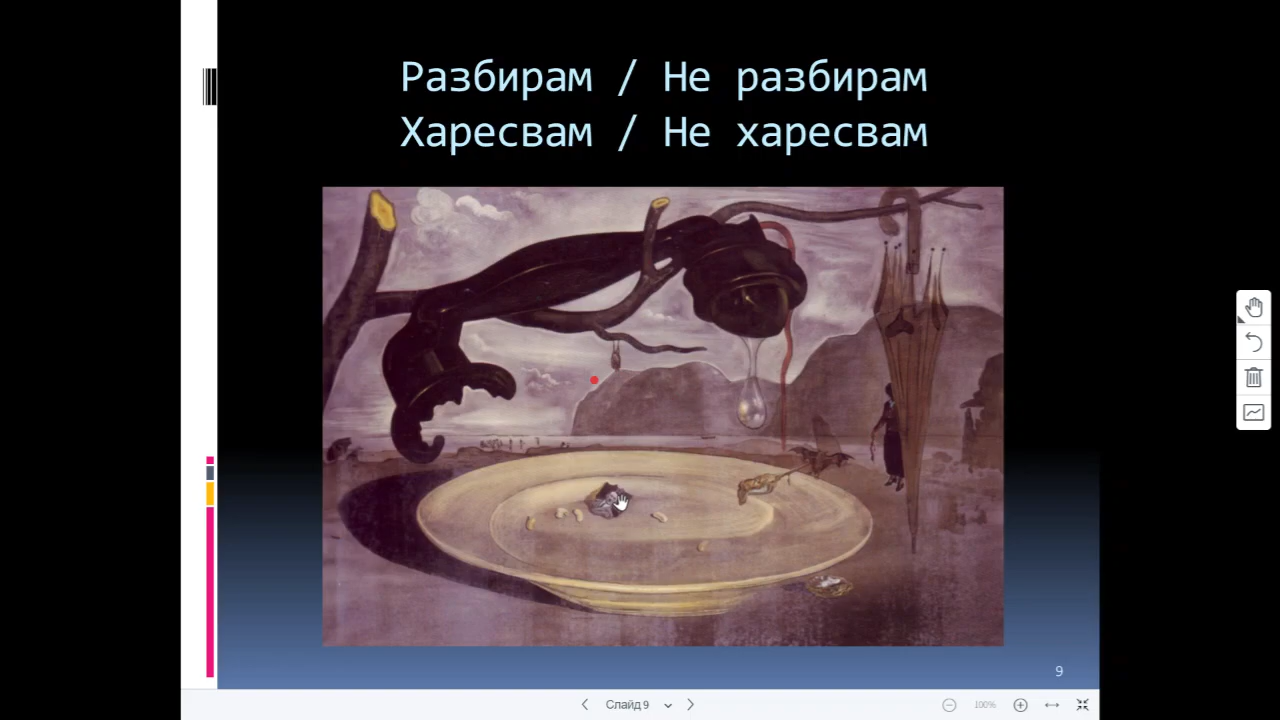 Разбирам / Не разбирам
Харесвам / Не харесвам
9
Слайд 9
100%